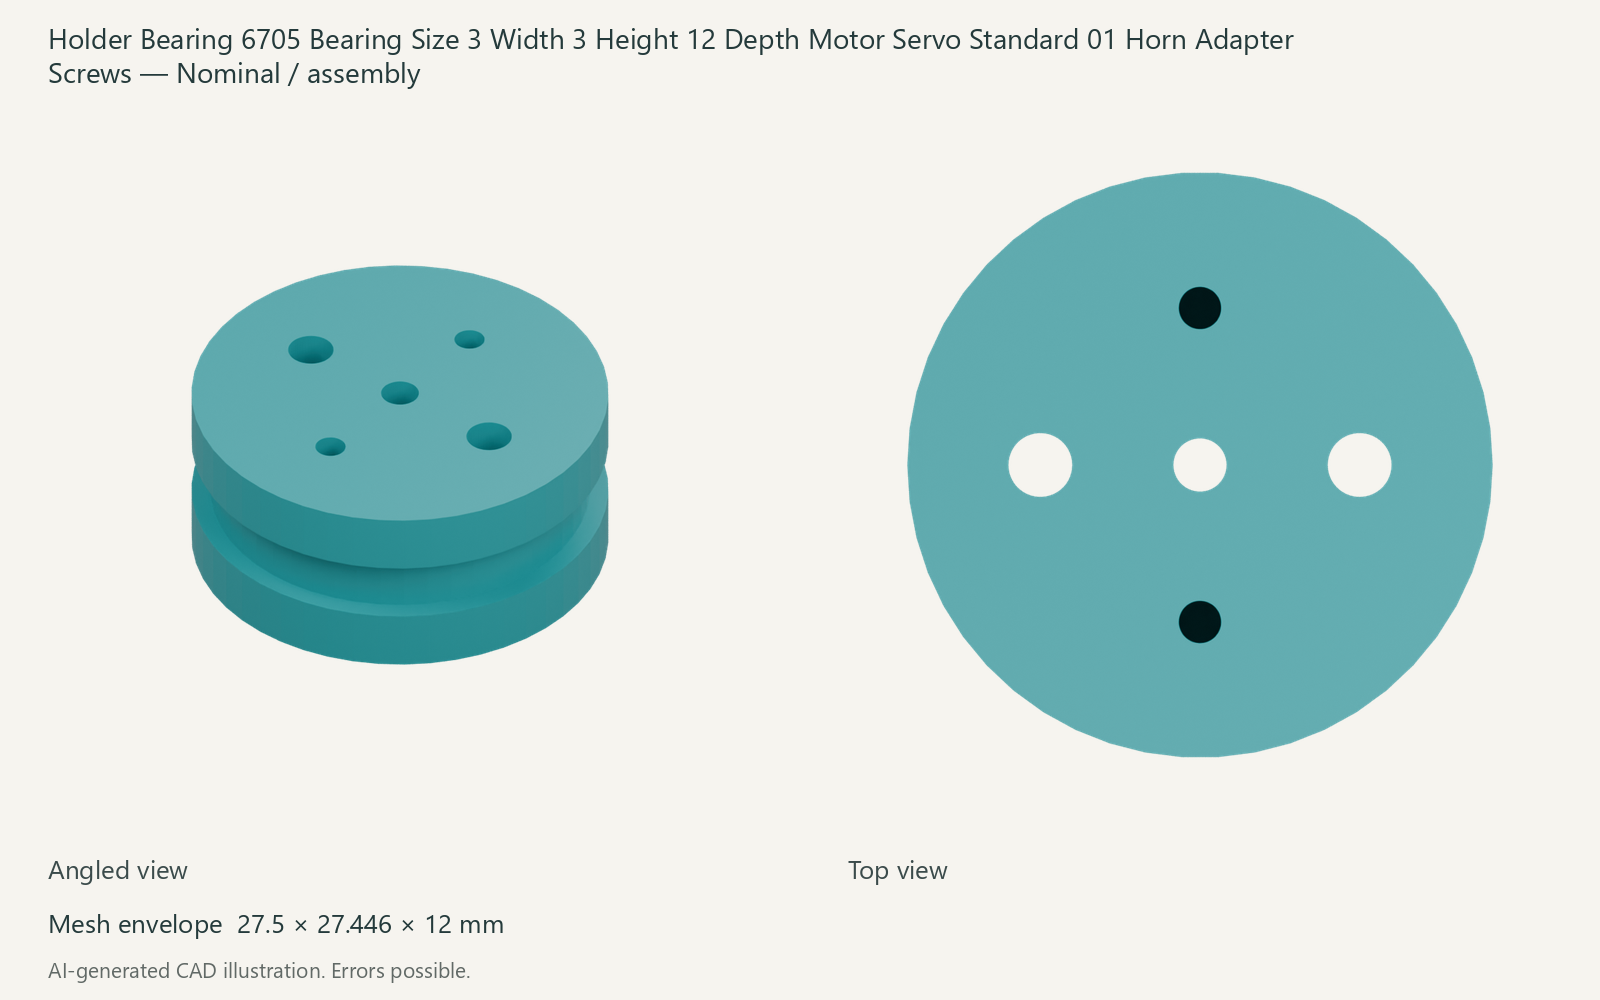 Holder Bearing 6705 Bearing Size 3 Width 3 Height 12 Depth Motor Servo Standard 01 Horn Adapter
Screws — Nominal / assembly
Angled view
Top view
Mesh envelope  27.5 × 27.446 × 12 mm
AI-generated CAD illustration. Errors possible.